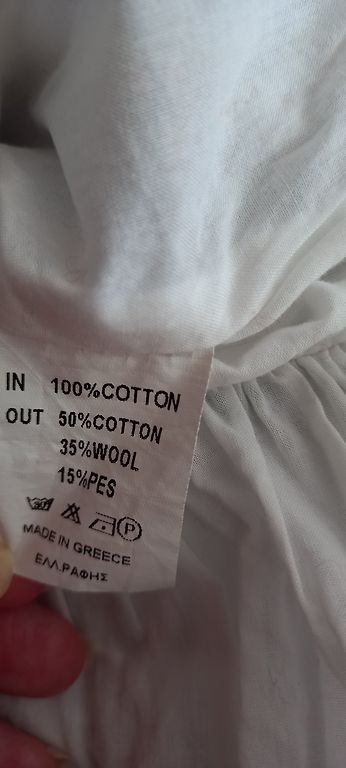 IN 100%COTTON
OUT 50%COTTON
35%WOOL
15%PES
P
MADE IN GREECE
ΕΛΛ.ΡΑΦΗΣ